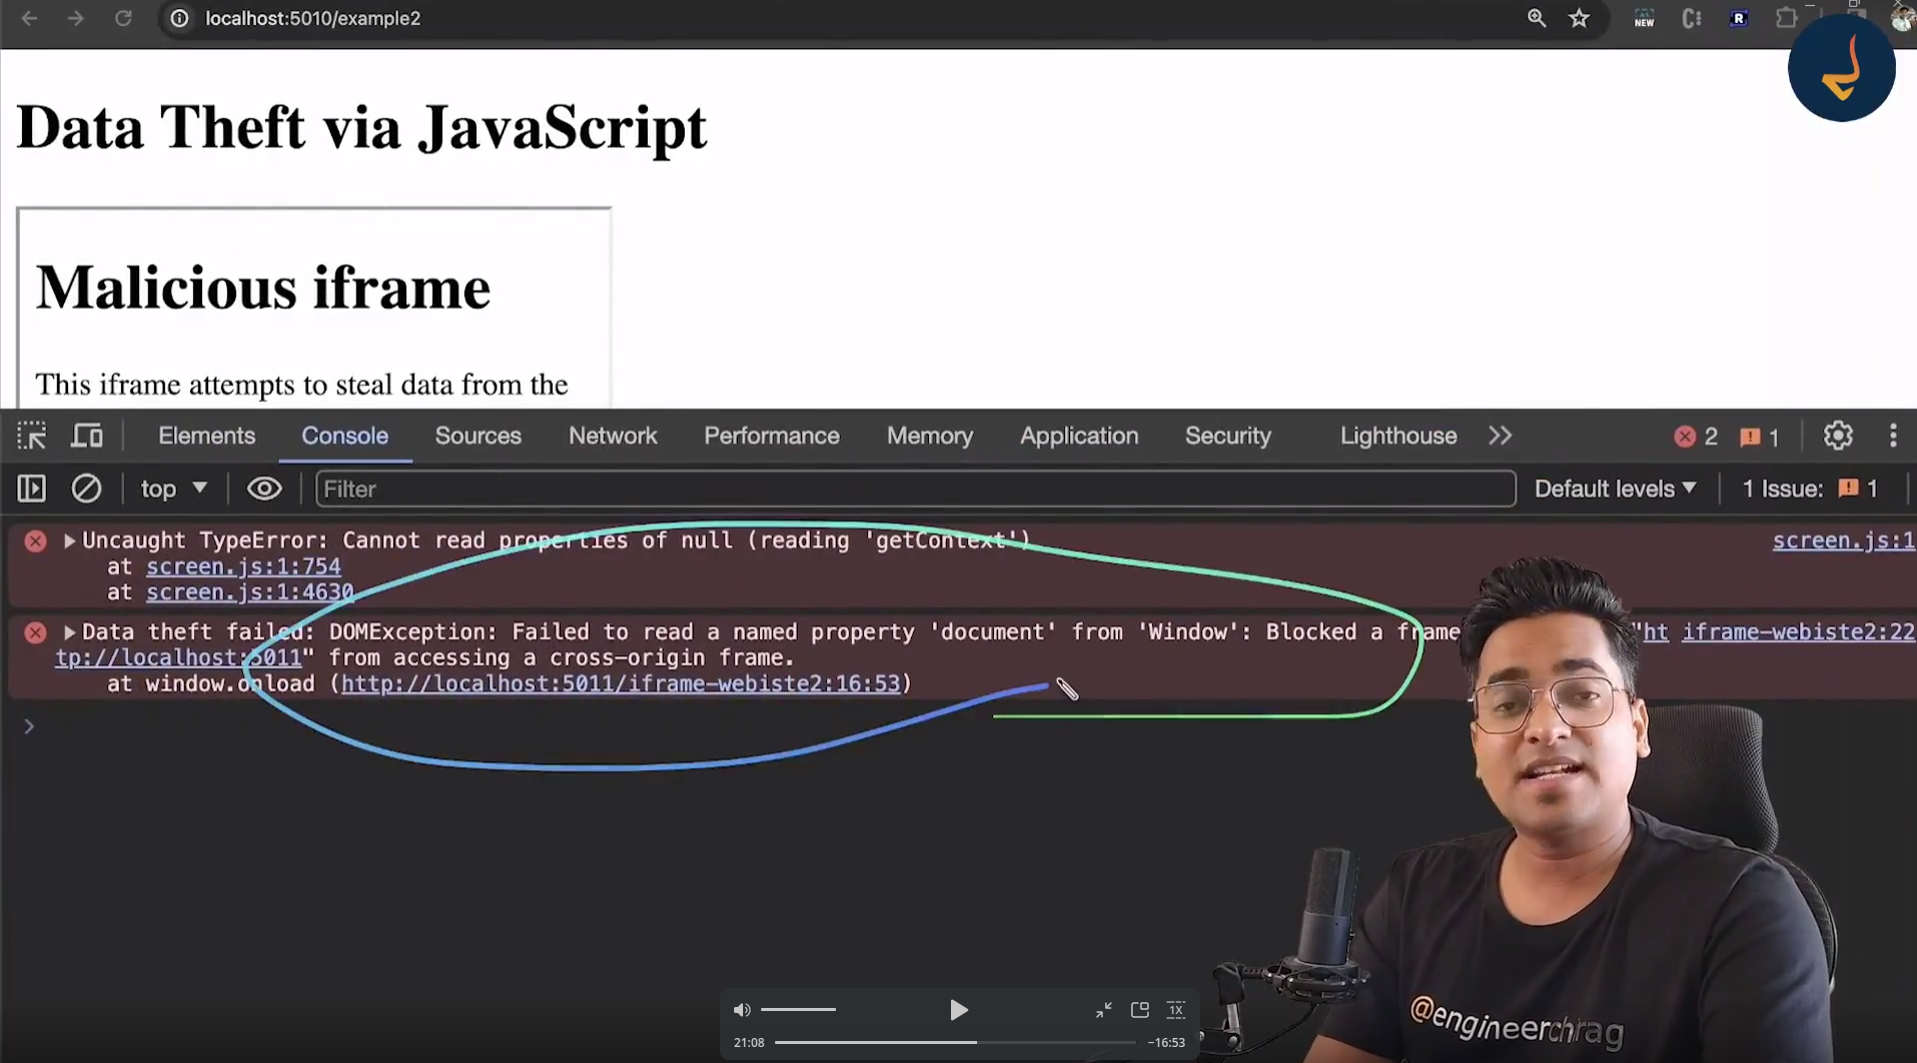 localhost:5010/example2
NEW
R
Data Theft via JavaScript
Malicious iframe
This iframe attempts to steal data from the
Elements Console Sources Network Performance Memory Application Security Lighthouse 2 1
top Filter Default levels 1 Issue: 1
Uncaught TypeError: Cannot read properties of null (reading 'getContext') screen.js:1
at screen.js:1:754
at screen.js:1:4630
Data theft failed: DOMException: Failed to read a named property 'document' from 'Window': Blocked a frame "ht iframe-webiste2:22
tp://localhost:5011" from accessing a cross-origin frame.
at window.onload (http://localhost:5011/iframe-webiste2:16:53)
@engineerchirag
1X
21:08 −16:53